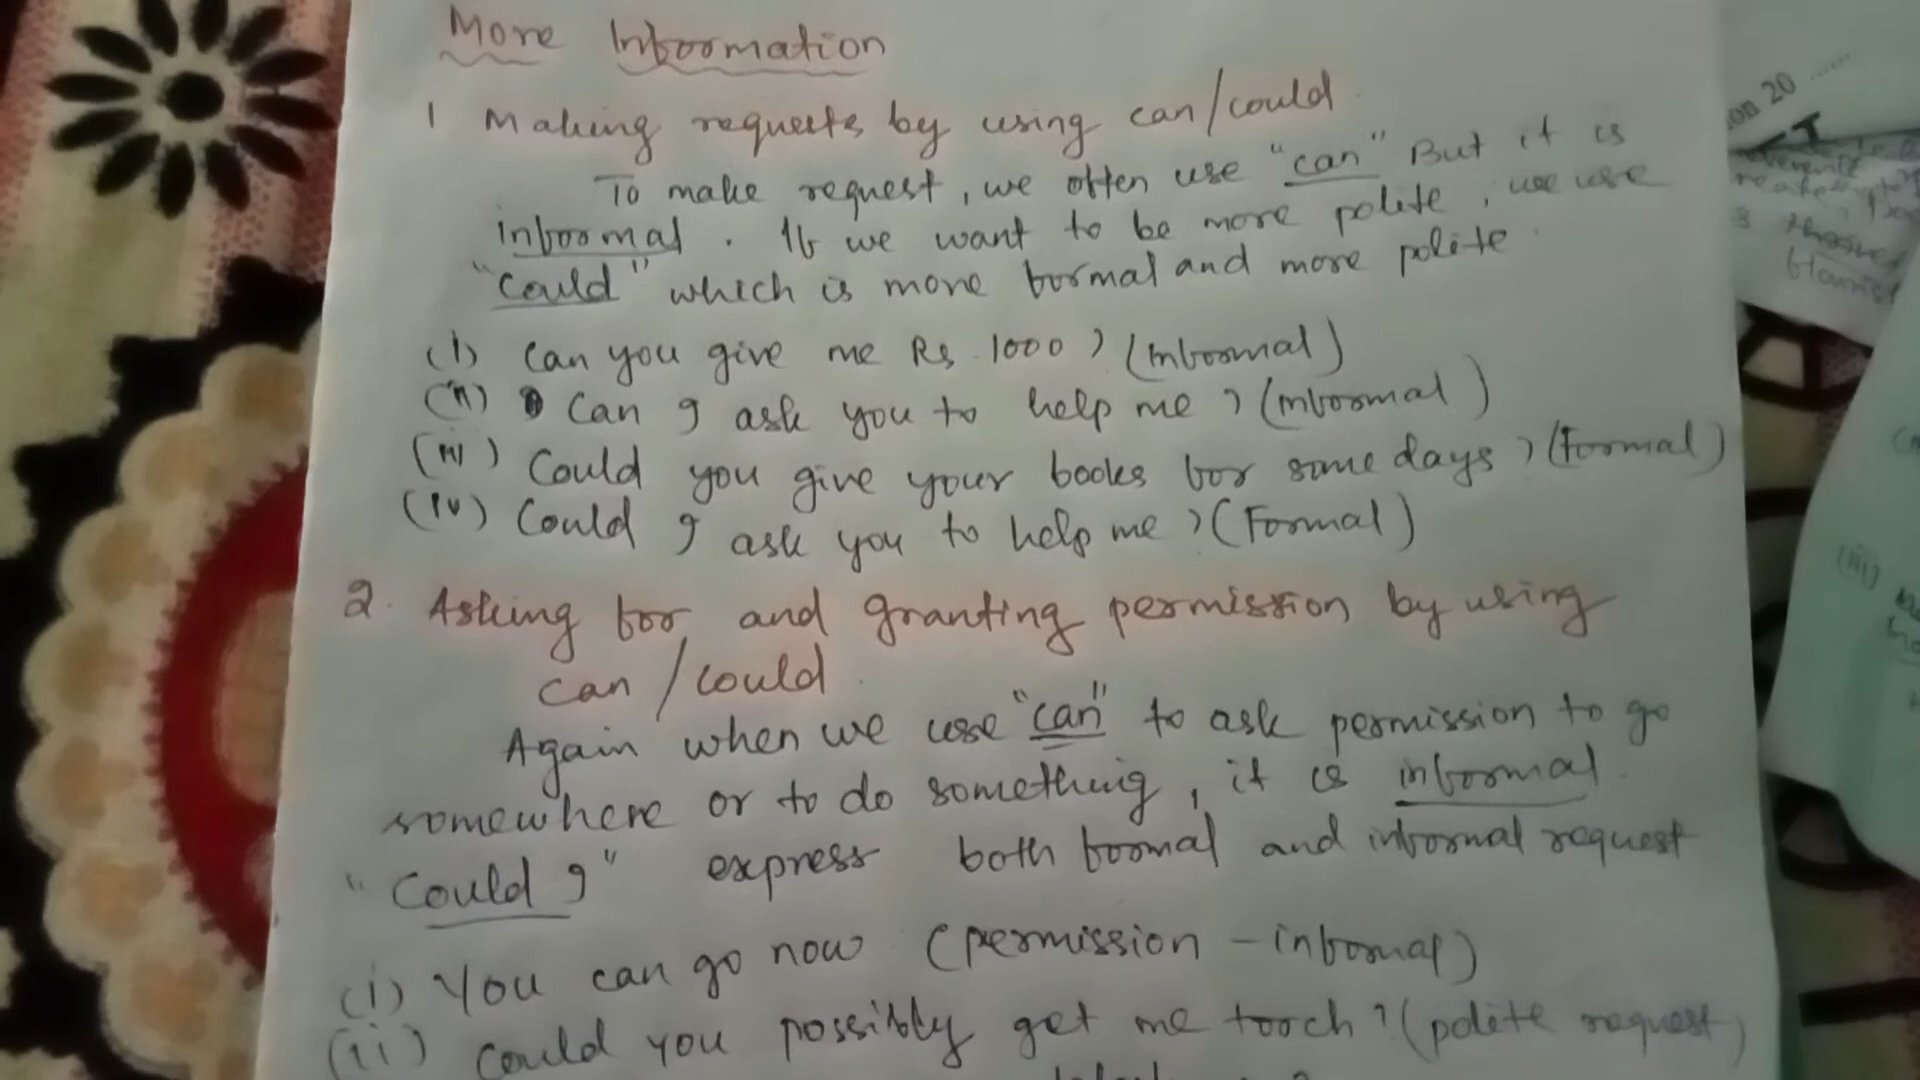 More Information
1 Making requests by using can/could
To make request, we often use "can" But it is
informal. If we want to be more polite, we use
"Could" which is more formal and more polite.
(i) Can you give me Rs 1000? (Informal)
(ii) Can I ask you to help me? (Informal)
(iii) Could you give your books for some days? (Formal)
(iv) Could I ask you to help me? (Formal)
2. Asking for and granting permission by using
can/could.
Again when we use "can" to ask permission to go
somewhere or to do something, it is informal.
"Could I" express both formal and informal request
(i) You can go now (permission - informal)
(ii) Could you possibly get me torch? (polite request)
on 20 ......
(iii)